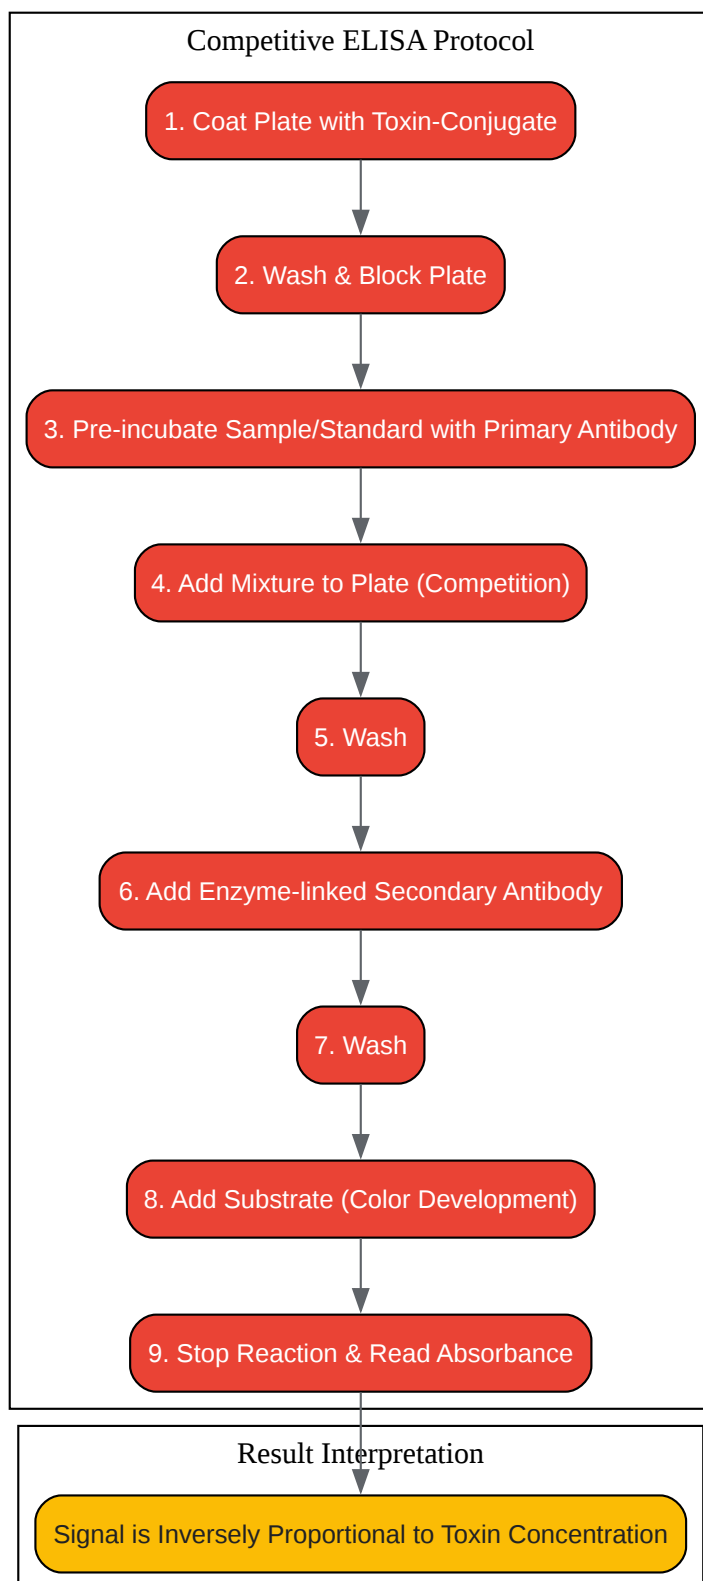 Competitive ELISA Protocol
1. Coat Plate with Toxin-Conjugate
2. Wash & Block Plate
3. Pre-incubate Sample/Standard with Primary Antibody
4. Add Mixture to Plate (Competition)
5. Wash
6. Add Enzyme-linked Secondary Antibody
7. Wash
8. Add Substrate (Color Development)
9. Stop Reaction & Read Absorbance
Result Interpretation
Signal is Inversely Proportional to Toxin Concentration